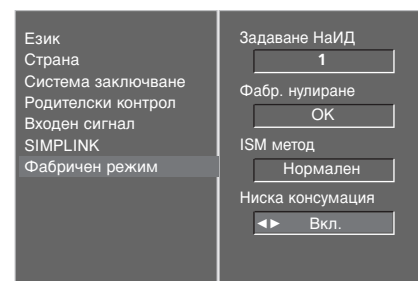 Език
Страна
Система заключване
Родителски контрол
Входен сигнал
SIMPLINK
Фабричен режим
Задаване НаИД
1
Фабр. нулиране
ОК
ISM метод
Нормален
Ниска консумация
◄► Вкл.